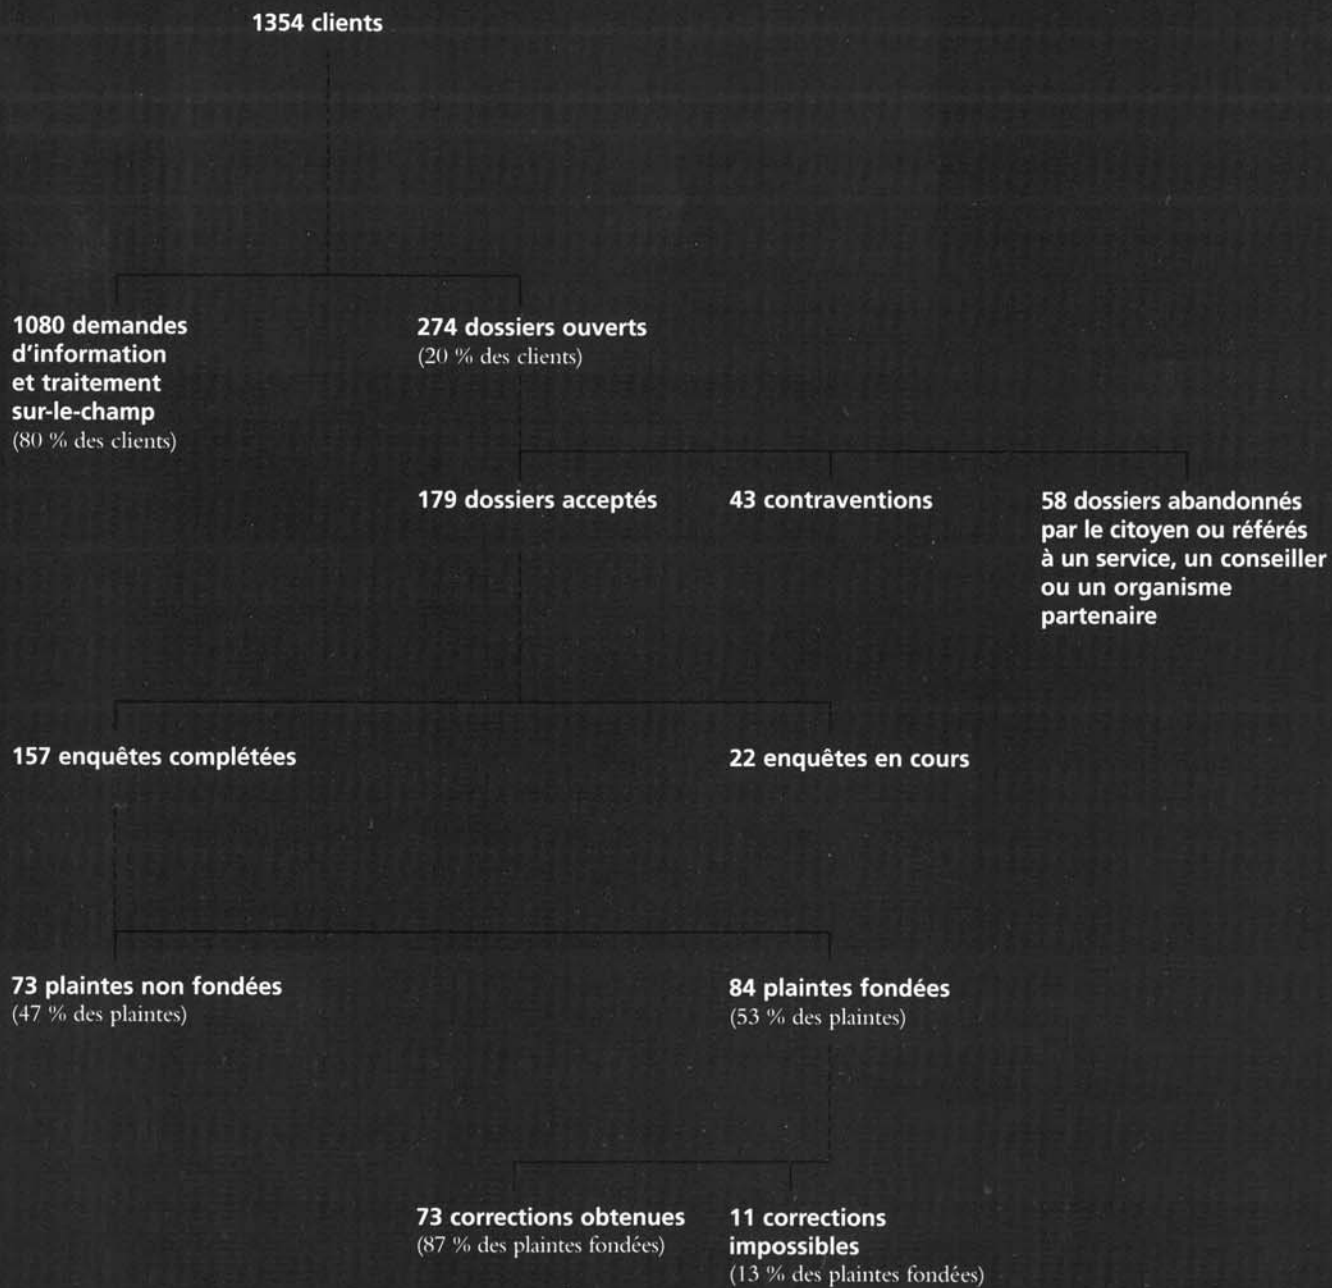 1354 clients
1080 demandes
d'information
et traitement
sur-le-champ
(80 % des clients)
274 dossiers ouverts
(20 % des clients)
179 dossiers acceptés
43 contraventions
58 dossiers abandonnés
par le citoyen ou référés
à un service, un conseiller
ou un organisme
partenaire
157 enquêtes complétées
22 enquêtes en cours
73 plaintes non fondées
(47 % des plaintes)
84 plaintes fondées
(53 % des plaintes)
73 corrections obtenues
(87 % des plaintes fondées)
11 corrections
impossibles
(13 % des plaintes fondées)